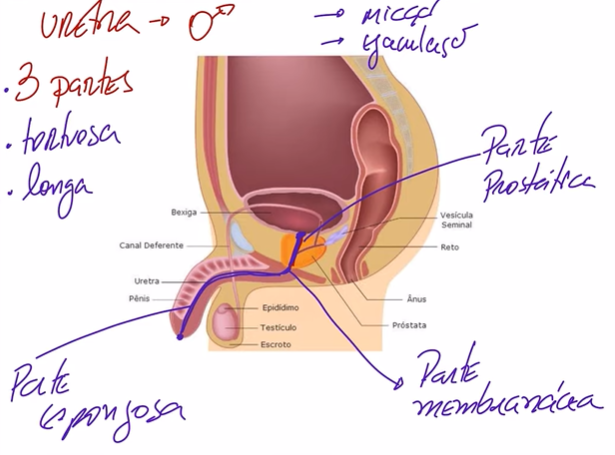 URETRA → ♂
→ micção
→ ejaculação
. 3 PARTES
. tortuosa
. longa
PARTE
Prostática
Bexiga
Vesícula
Seminal
Canal Deferente
Reto
Uretra
Pênis
Ânus
Epidídimo
Próstata
Testículo
Escroto
Parte
esponjosa
Parte
membranácea